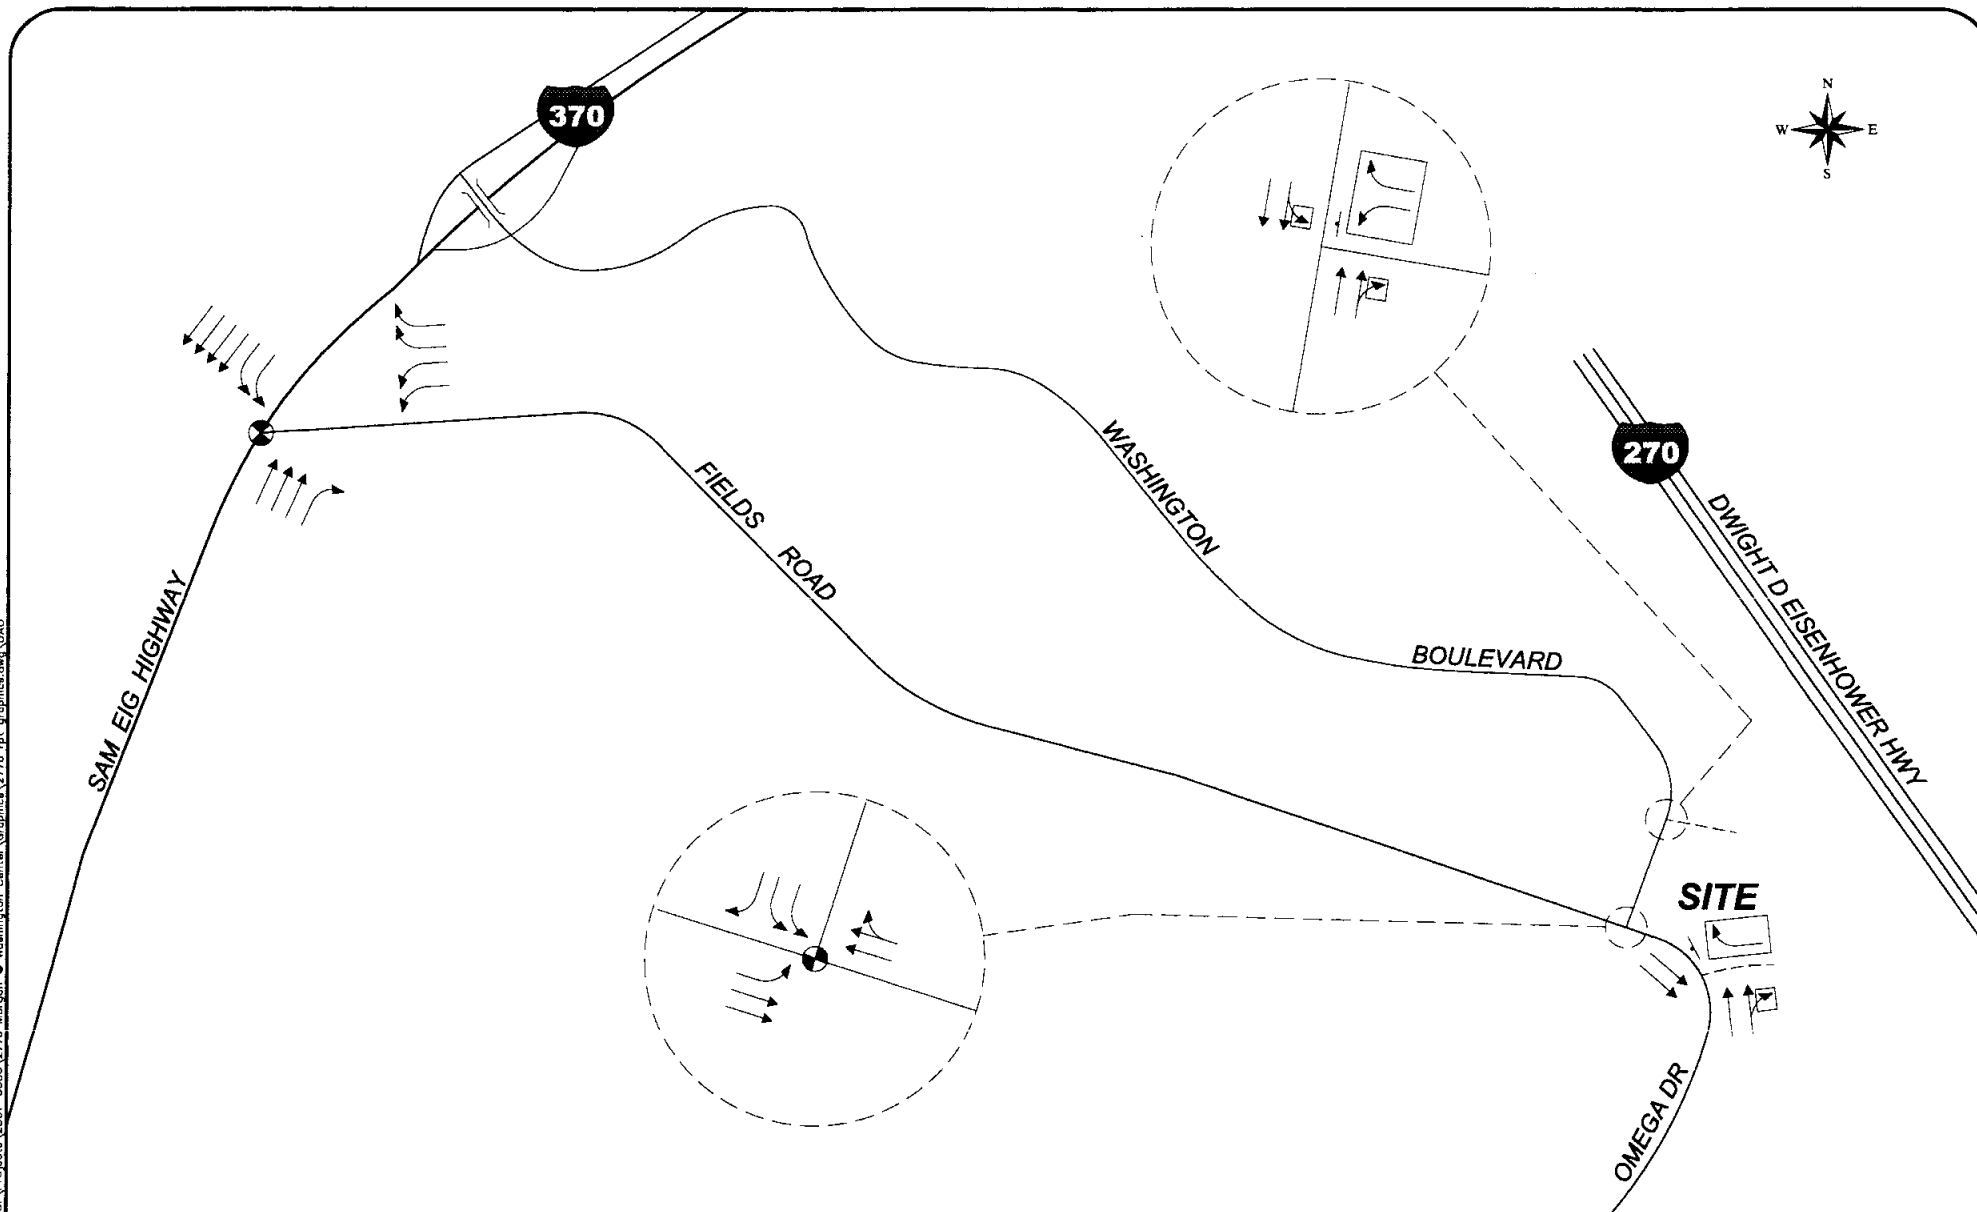 370
N
W E
S
270
DWIGHT D EISENHOWER HWY
WASHINGTON
BOULEVARD
FIELDS
ROAD
SAM EIG HIGHWAY
SITE
OMEGA DR